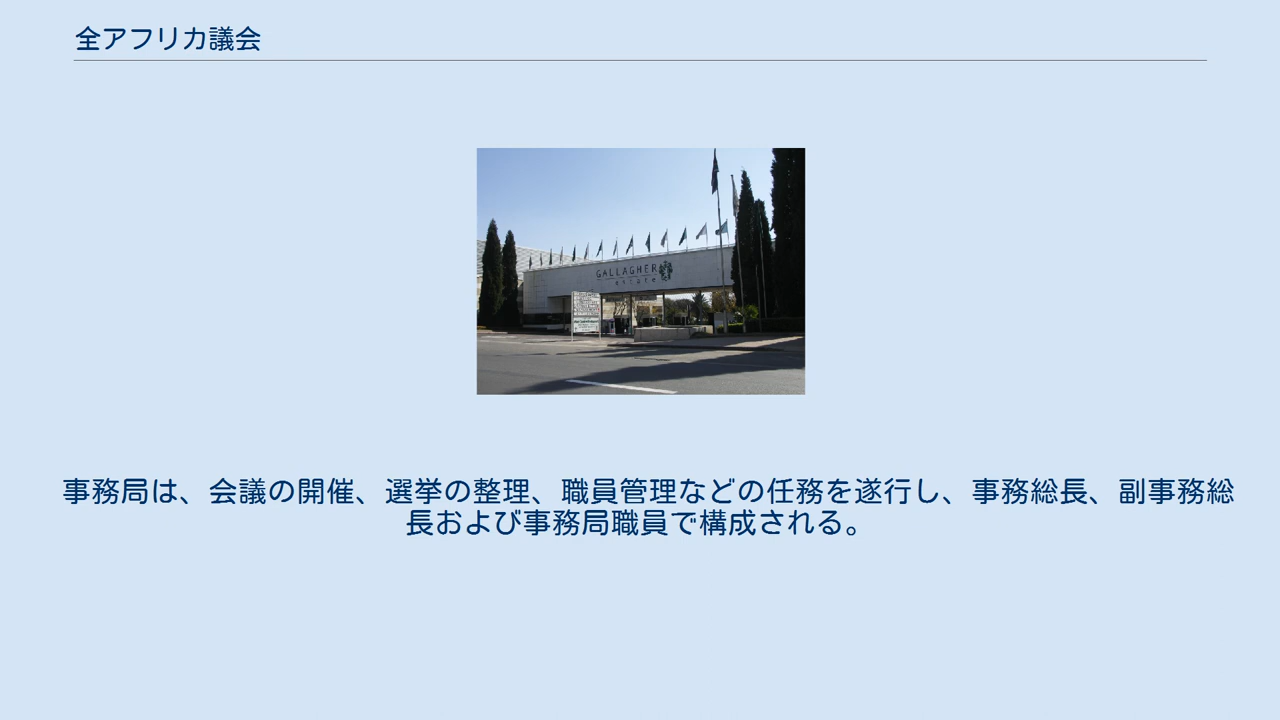 全アフリカ議会
GALLAGHER
estate
事務局は、会議の開催、選挙の整理、職員管理などの任務を遂行し、事務総長、副事務総
長および事務局職員で構成される。